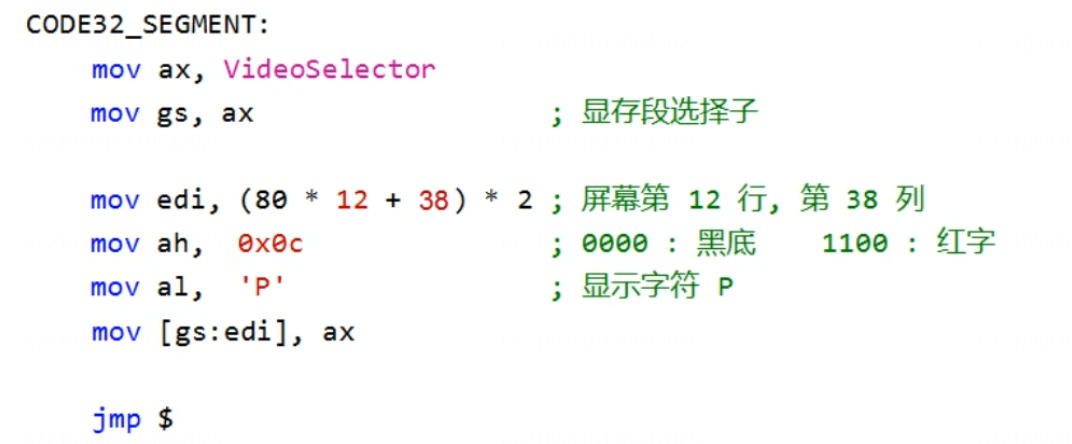 CODE32_SEGMENT:
mov ax, VideoSelector
mov gs, ax ; 显存段选择子
mov edi, (80 * 12 + 38) * 2 ; 屏幕第 12 行, 第 38 列
mov ah, 0x0c ; 0000 : 黑底 1100 : 红字
mov al, 'P' ; 显示字符 P
mov [gs:edi], ax
jmp $